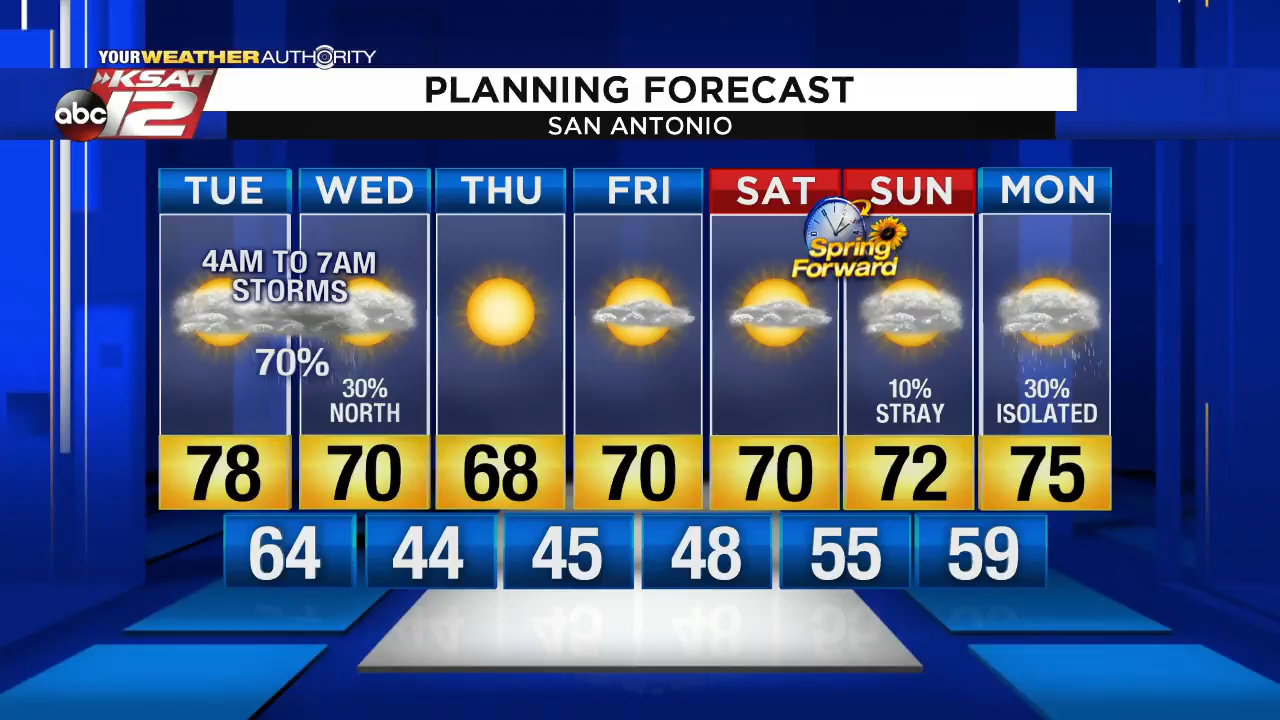 YOURWEATHERAUTHORITY
KSAT
abc
12
PLANNING FORECAST
SAN ANTONIO
TUE WED THU FRI SAT SUN MON
Spring
Forward
4AM TO 7AM
STORMS
70%
30%
NORTH
10%
STRAY
30%
ISOLATED
78 70 68 70 70 72 75
64 44 45 48 55 59